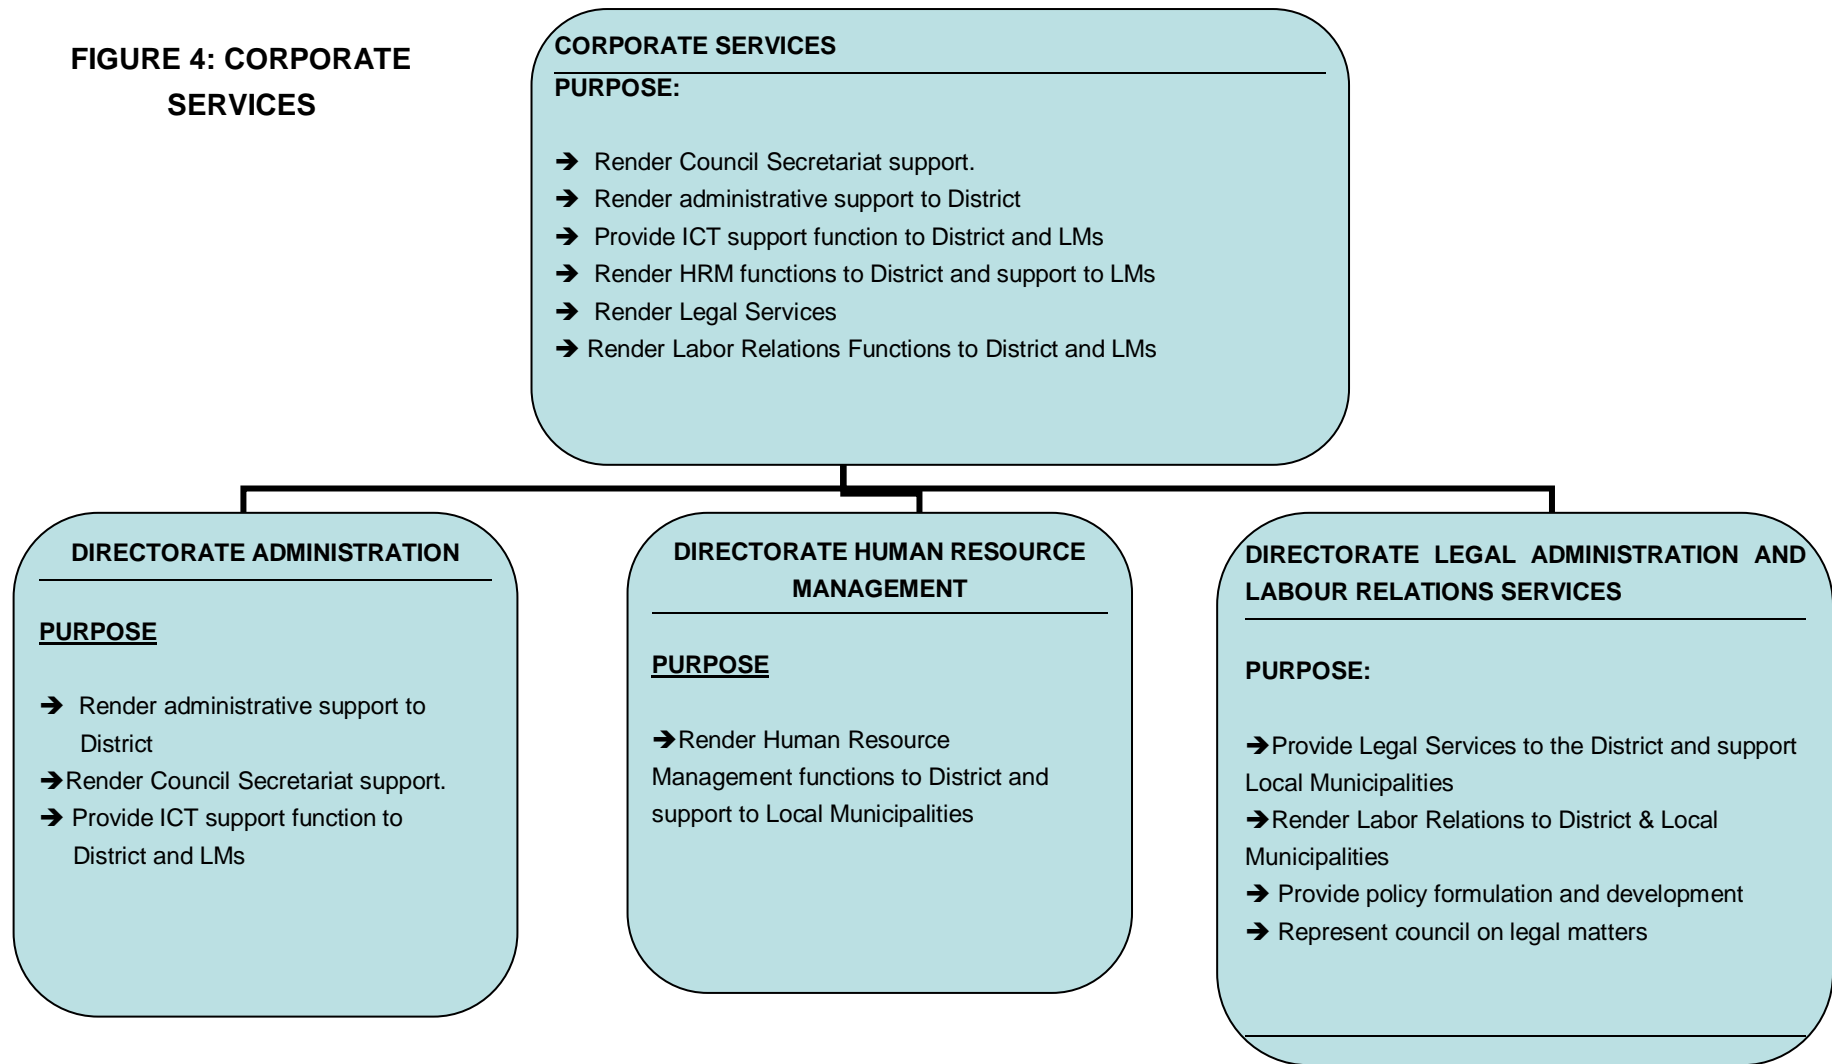 FIGURE 4: CORPORATE
SERVICES
CORPORATE SERVICES
PURPOSE:
➔ Render Council Secretariat support.
➔ Render administrative support to District
➔ Provide ICT support function to District and LMs
➔ Render HRM functions to District and support to LMs
➔ Render Legal Services
➔ Render Labor Relations Functions to District and LMs
DIRECTORATE ADMINISTRATION
PURPOSE
➔ Render administrative support to
District
➔Render Council Secretariat support.
➔ Provide ICT support function to
District and LMs
DIRECTORATE HUMAN RESOURCE
MANAGEMENT
PURPOSE
➔Render Human Resource
Management functions to District and
support to Local Municipalities
DIRECTORATE LEGAL ADMINISTRATION AND
LABOUR RELATIONS SERVICES
PURPOSE:
➔Provide Legal Services to the District and support
Local Municipalities
➔Render Labor Relations to District & Local
Municipalities
➔ Provide policy formulation and development
➔ Represent council on legal matters